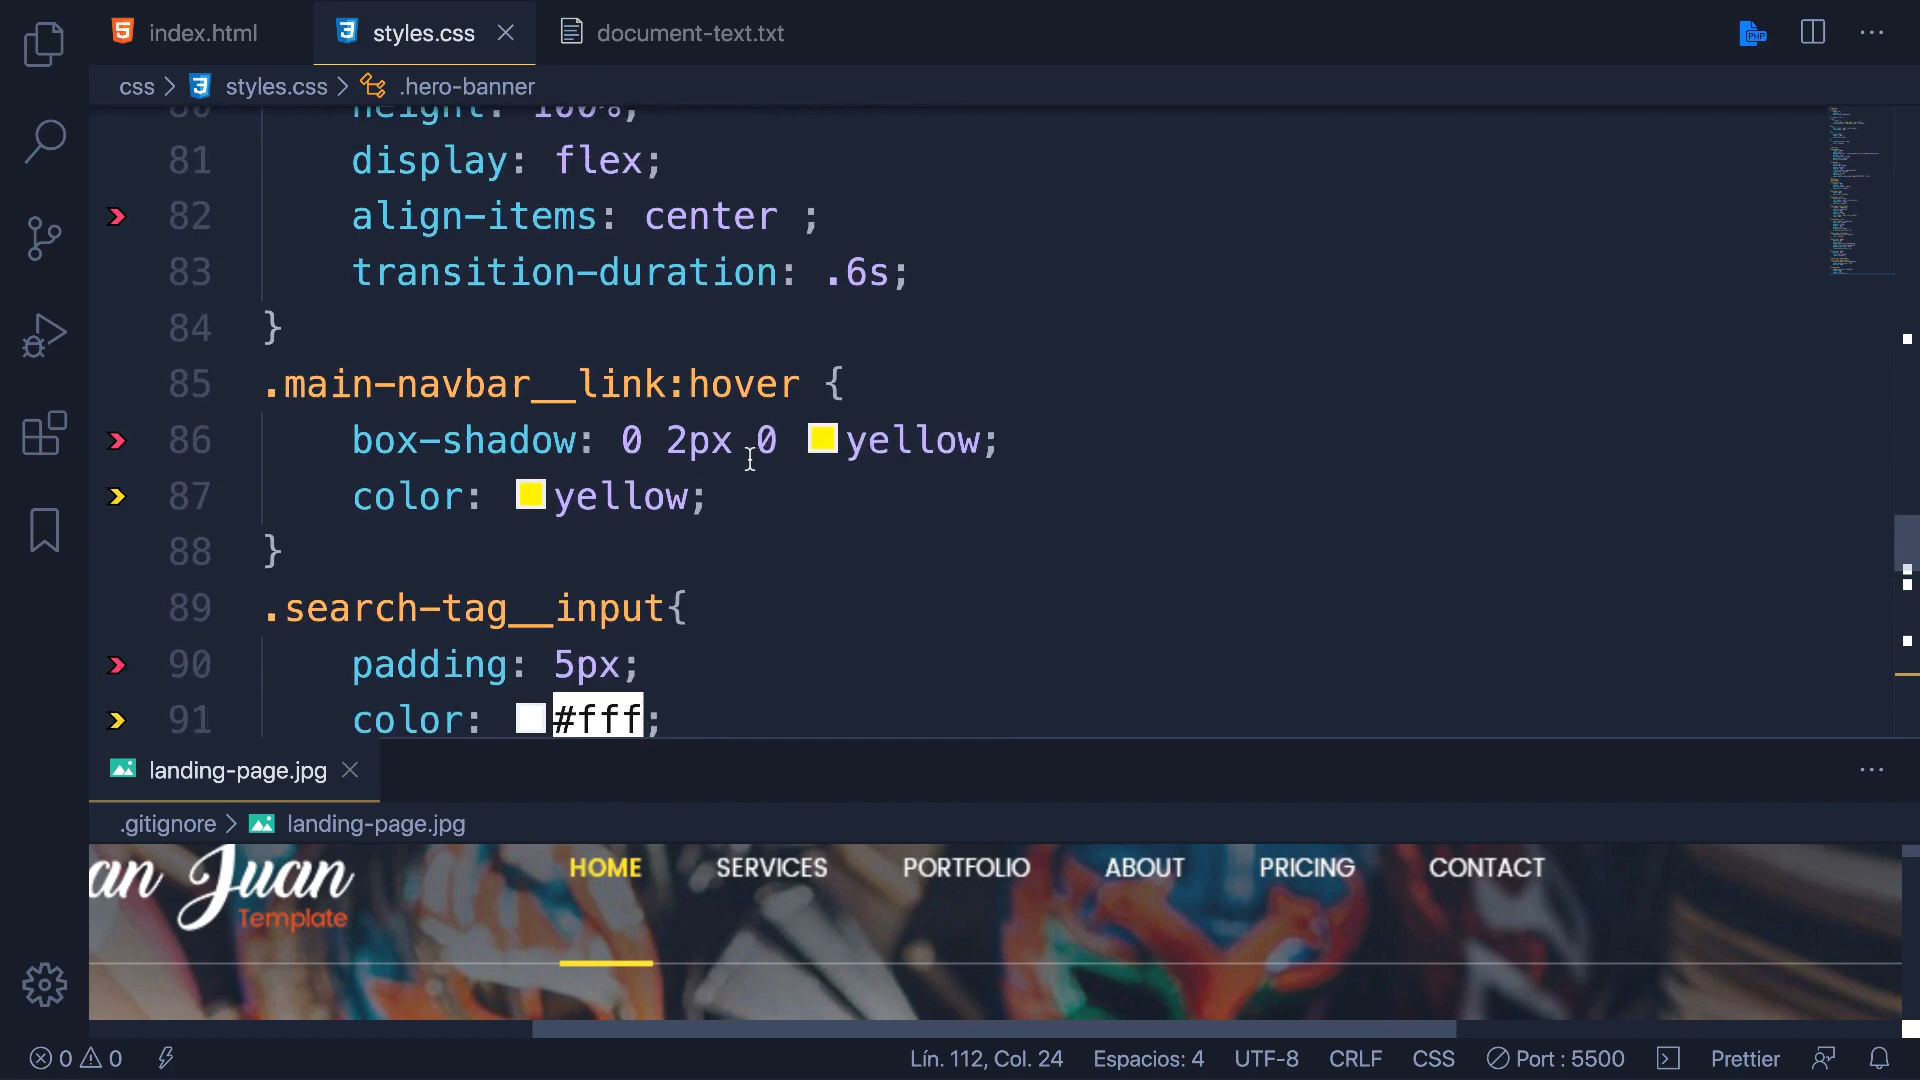 index.html
styles.css
document-text.txt
PHP
css > styles.css > .hero-banner
80 height: 100%;
81 display: flex;
82 align-items: center ;
83 transition-duration: .6s;
84 }
85 .main-navbar__link:hover {
86 box-shadow: 0 2px 0 yellow;
87 color: yellow;
88 }
89 .search-tag__input{
90 padding: 5px;
91 color: #fff;
landing-page.jpg
.gitignore > landing-page.jpg
an Juan
Template
HOME SERVICES PORTFOLIO ABOUT PRICING CONTACT
0 0 Lín. 112, Col. 24 Espacios: 4 UTF-8 CRLF CSS Port : 5500 Prettier